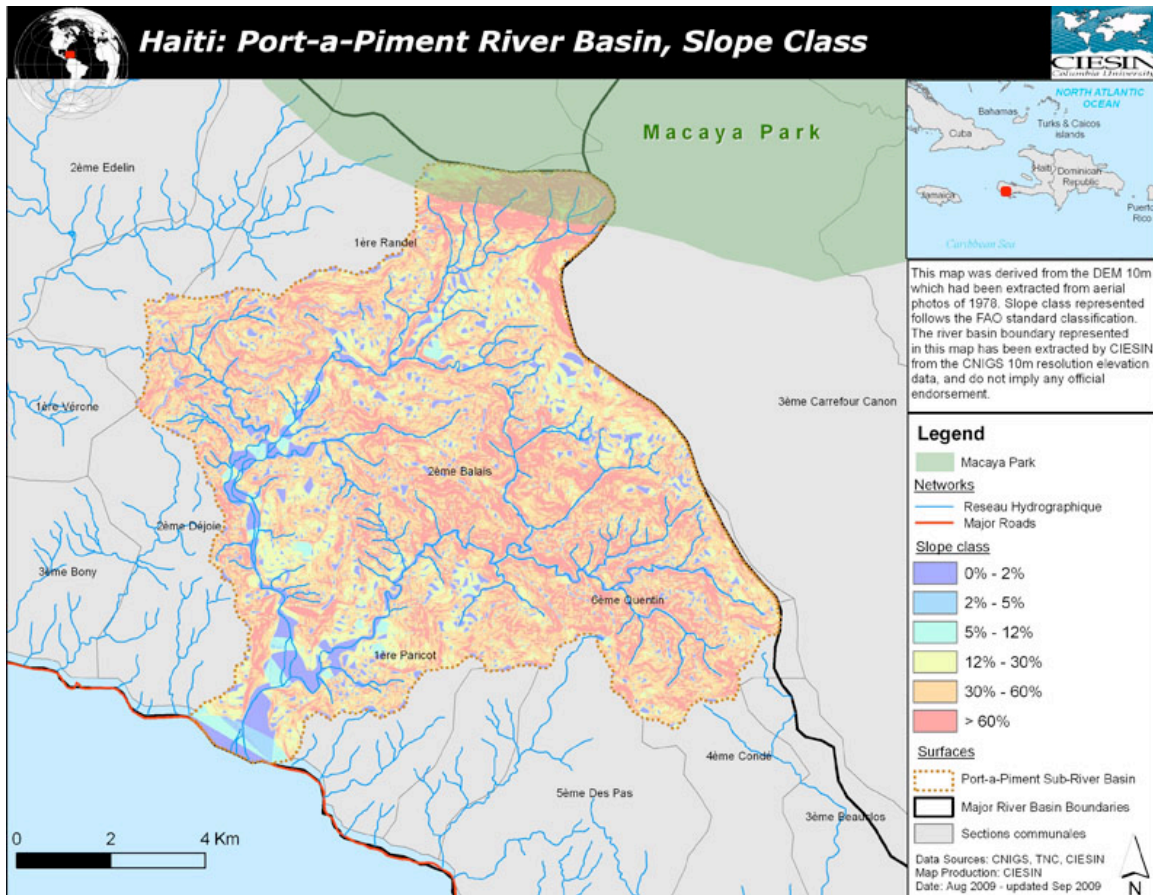 Haiti: Port-a-Piment River Basin, Slope Class
CIESIN
Columbia University
Macaya Park
2ème Edelin
1ère Randel
1ère Vérone
3ème Carrefour Canon
2ème Balais
2ème Déjoie
3ème Bony
6ème Quentin
1ère Paricot
4ème Condé
5ème Des Pas
3ème Beauclos
0 2 4 Km
NORTH ATLANTIC
OCEAN
Bahamas
Turks & Caicos
islands
Cuba
Haiti
Dominican
Republic
Jamaica
Puerto
Rico
Caribbean Sea
This map was derived from the DEM 10m
which had been extracted from aerial
photos of 1978. Slope class represented
follows the FAO standard classification.
The river basin boundary represented
in this map has been extracted by CIESIN
from the CNIGS 10m resolution elevation
data, and do not imply any official
endorsement.
Legend
Macaya Park
Networks
Reseau Hydrographique
Major Roads
Slope class
0% - 2%
2% - 5%
5% - 12%
12% - 30%
30% - 60%
> 60%
Surfaces
Port-a-Piment Sub-River Basin
Major River Basin Boundaries
Sections communales
Data Sources: CNIGS, TNC, CIESIN
Map Production: CIESIN
Date: Aug 2009 - updated Sep 2009
N